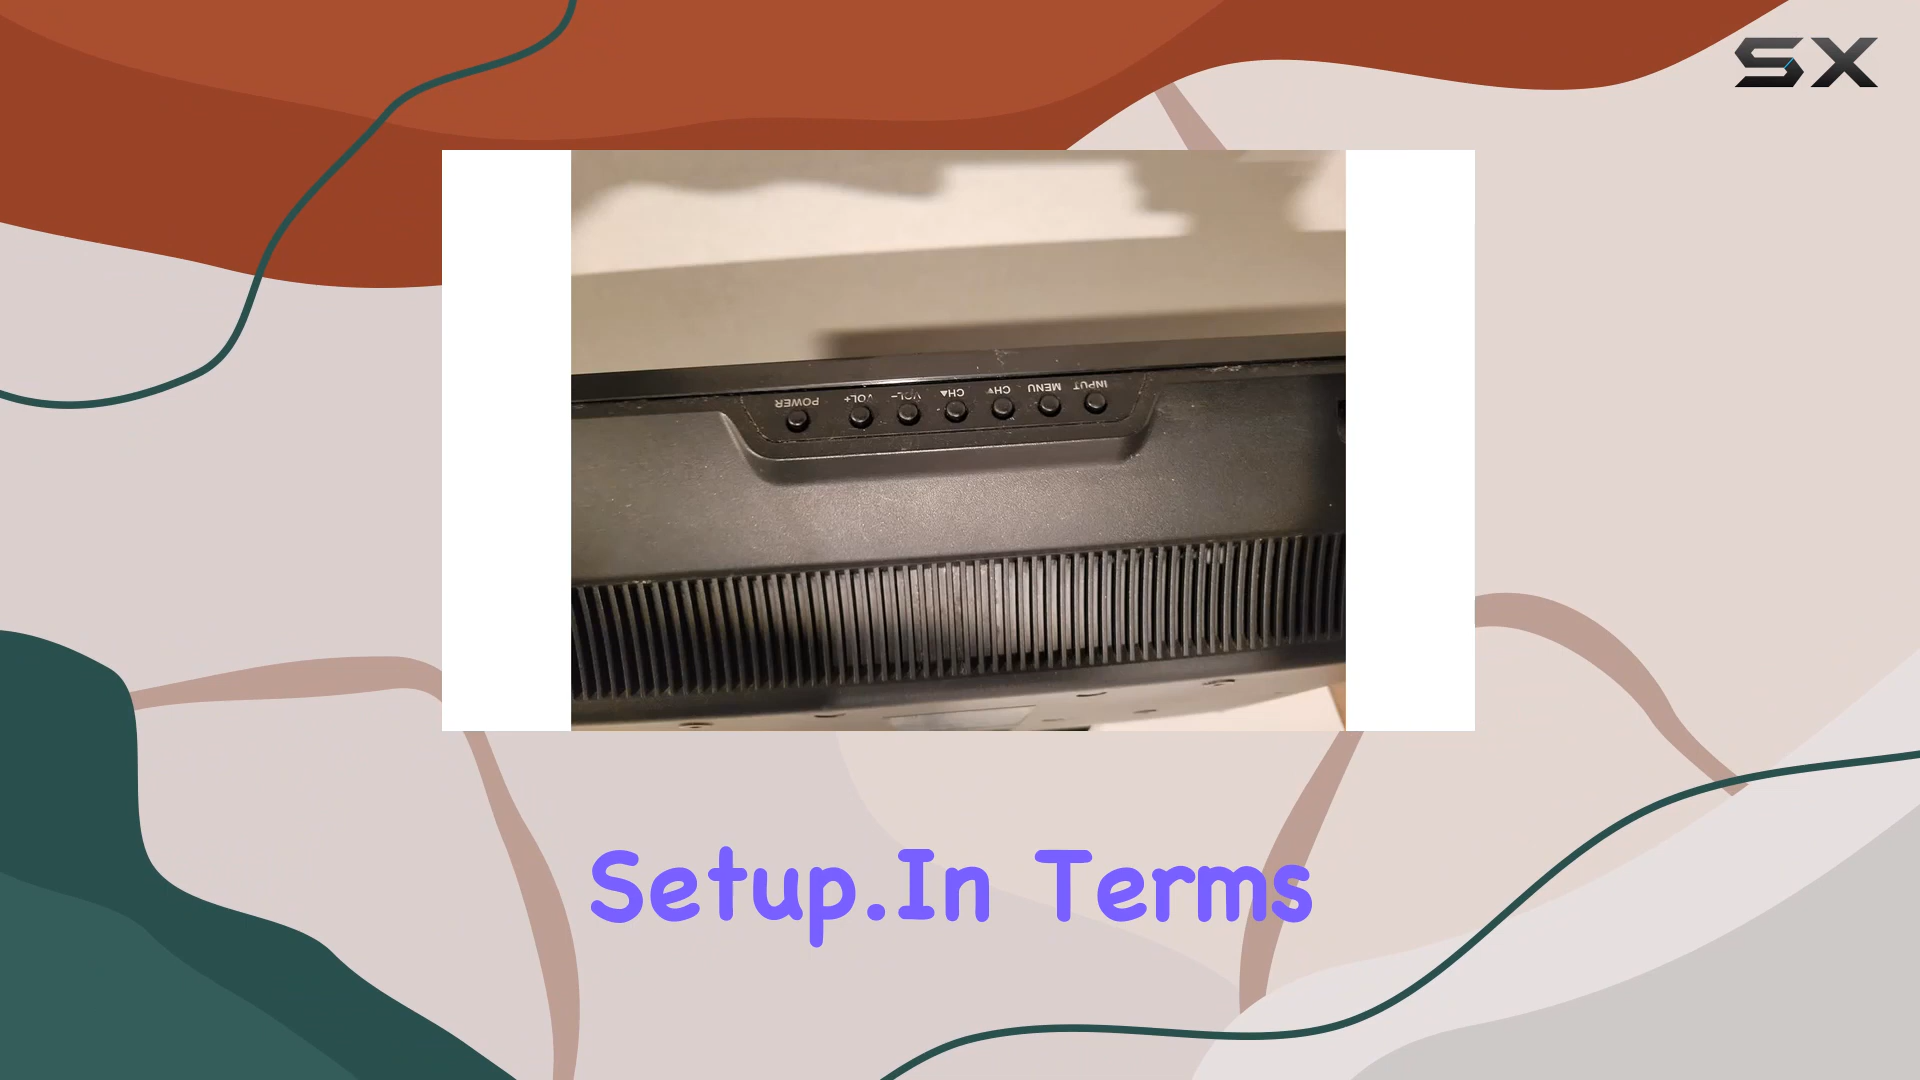 SX
POWER VOL+ VOL- CH▲ CH▼ MENU INPUT
Setup.In Terms